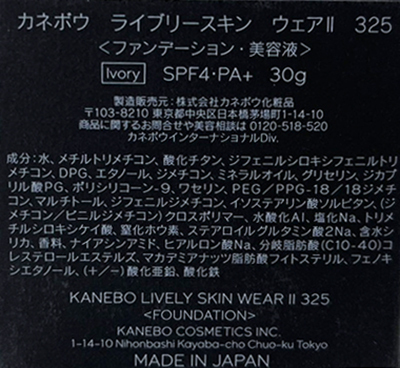 カネボウ　ライブリースキン　ウェアⅡ　325
＜ファンデーション・美容液＞
Ivory SPF4・PA+ 30g
製造販売元：株式会社カネボウ化粧品
〒103-8210 東京都中央区日本橋茅場町1-14-10
商品に関するお問合せや美容相談は 0120-518-520
カネボウインターナショナルDiv.
成分：水、メチルトリメチコン、酸化チタン、ジフェニルシロキシフェニルトリ
メチコン、DPG、エタノール、ジメチコン、ミネラルオイル、グリセリン、ジカプ
リル酸PG、ポリシリコーン-9、ワセリン、PEG／PPG-18／18ジメチ
コン、マルチトール、ジフェニルジメチコン、イソステアリン酸ソルビタン、(ジ
メチコン／ビニルジメチコン)クロスポリマー、水酸化Al、塩化Na、トリメ
チルシロキシケイ酸、窒化ホウ素、ステアロイルグルタミン酸2Na、含水シ
リカ、香料、ナイアシンアミド、ヒアルロン酸Na、分岐脂肪酸(C10-40)コ
レステロールエステルズ、マカデミアナッツ脂肪酸フィトステリル、フェノキ
シエタノール、(+/−)酸化亜鉛、酸化鉄
KANEBO LIVELY SKIN WEAR Ⅱ 325
<FOUNDATION>
KANEBO COSMETICS INC.
1-14-10 Nihonbashi Kayaba-cho Chuo-ku Tokyo
MADE IN JAPAN